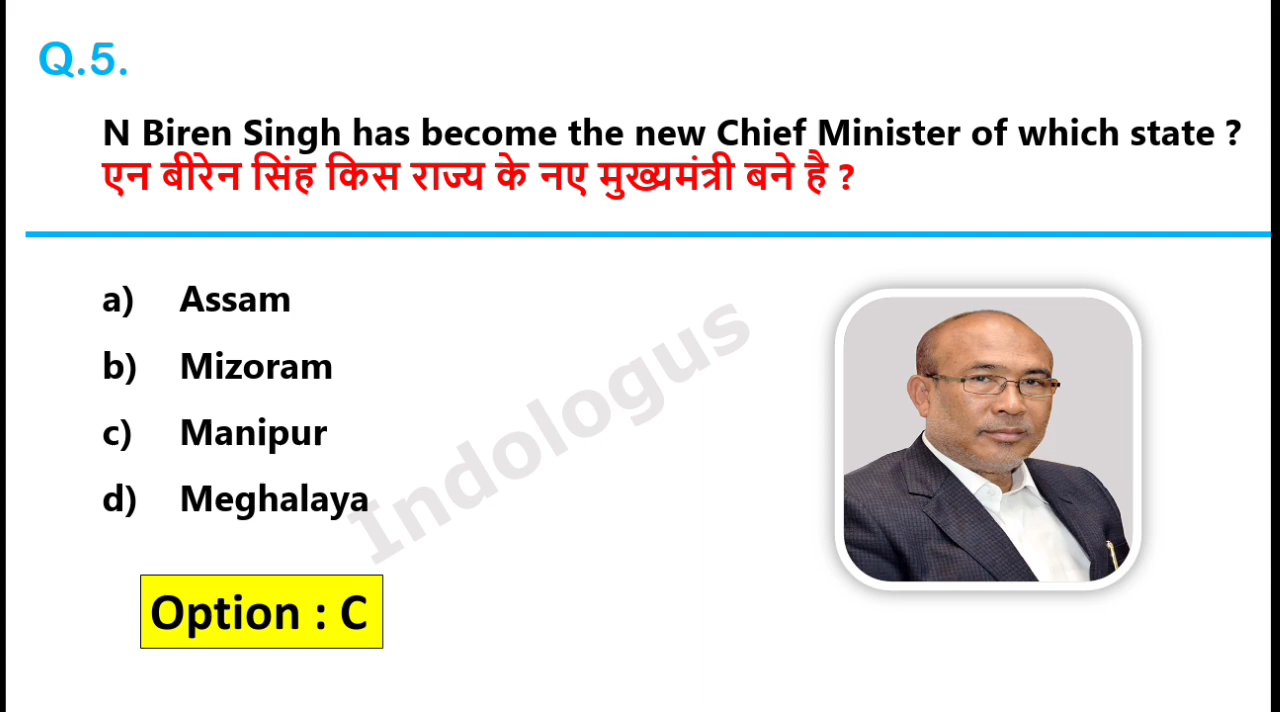 Q.5.
N Biren Singh has become the new Chief Minister of which state ?
एन बीरेन सिंह किस राज्य के नए मुख्यमंत्री बने है ?
a) Assam
b) Mizoram
c) Manipur
d) Meghalaya
Indologus
Option : C